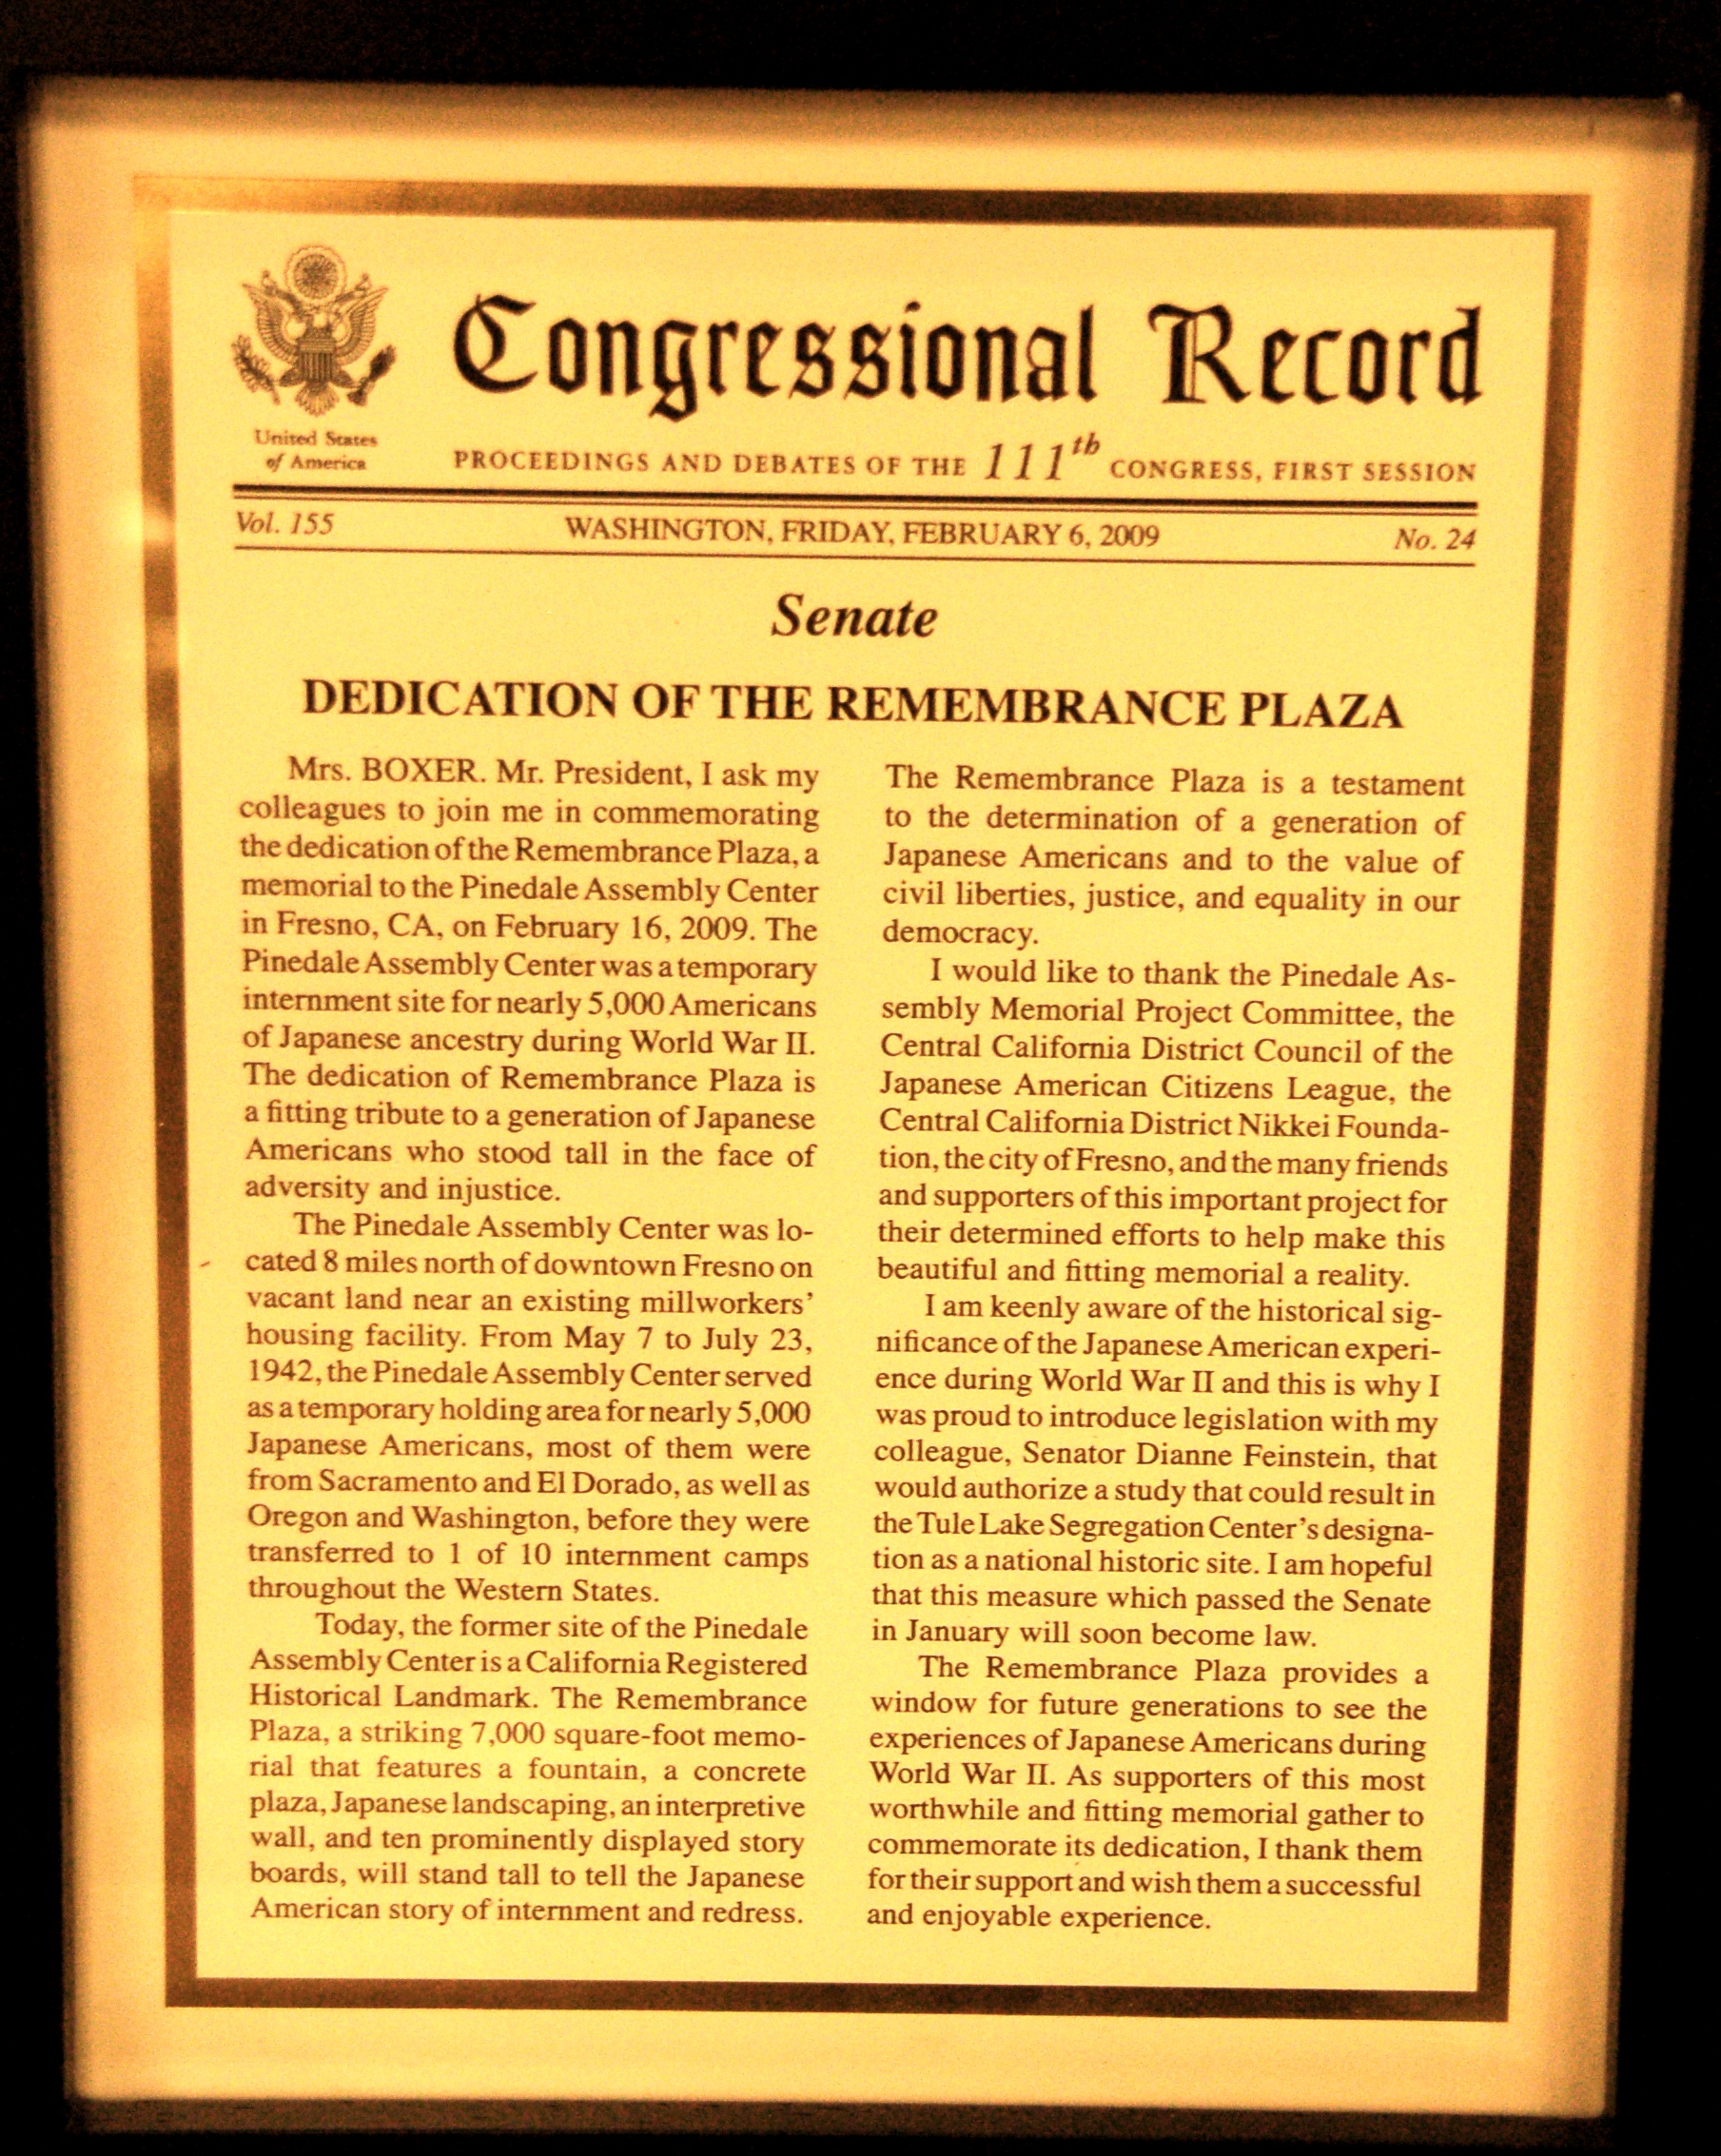 Congressional Record
United States
of America
PROCEEDINGS AND DEBATES OF THE 111th CONGRESS, FIRST SESSION
Vol. 155 WASHINGTON, FRIDAY, FEBRUARY 6, 2009 No. 24
Senate
DEDICATION OF THE REMEMBRANCE PLAZA
Mrs. BOXER. Mr. President, I ask my
colleagues to join me in commemorating
the dedication of the Remembrance Plaza, a
memorial to the Pinedale Assembly Center
in Fresno, CA, on February 16, 2009. The
Pinedale Assembly Center was a temporary
internment site for nearly 5,000 Americans
of Japanese ancestry during World War II.
The dedication of Remembrance Plaza is
a fitting tribute to a generation of Japanese
Americans who stood tall in the face of
adversity and injustice.
The Pinedale Assembly Center was lo-
cated 8 miles north of downtown Fresno on
vacant land near an existing millworkers'
housing facility. From May 7 to July 23,
1942, the Pinedale Assembly Center served
as a temporary holding area for nearly 5,000
Japanese Americans, most of them were
from Sacramento and El Dorado, as well as
Oregon and Washington, before they were
transferred to 1 of 10 internment camps
throughout the Western States.
Today, the former site of the Pinedale
Assembly Center is a California Registered
Historical Landmark. The Remembrance
Plaza, a striking 7,000 square-foot memo-
rial that features a fountain, a concrete
plaza, Japanese landscaping, an interpretive
wall, and ten prominently displayed story
boards, will stand tall to tell the Japanese
American story of internment and redress.
The Remembrance Plaza is a testament
to the determination of a generation of
Japanese Americans and to the value of
civil liberties, justice, and equality in our
democracy.
I would like to thank the Pinedale As-
sembly Memorial Project Committee, the
Central California District Council of the
Japanese American Citizens League, the
Central California District Nikkei Founda-
tion, the city of Fresno, and the many friends
and supporters of this important project for
their determined efforts to help make this
beautiful and fitting memorial a reality.
I am keenly aware of the historical sig-
nificance of the Japanese American experi-
ence during World War II and this is why I
was proud to introduce legislation with my
colleague, Senator Dianne Feinstein, that
would authorize a study that could result in
the Tule Lake Segregation Center's designa-
tion as a national historic site. I am hopeful
that this measure which passed the Senate
in January will soon become law.
The Remembrance Plaza provides a
window for future generations to see the
experiences of Japanese Americans during
World War II. As supporters of this most
worthwhile and fitting memorial gather to
commemorate its dedication, I thank them
for their support and wish them a successful
and enjoyable experience.